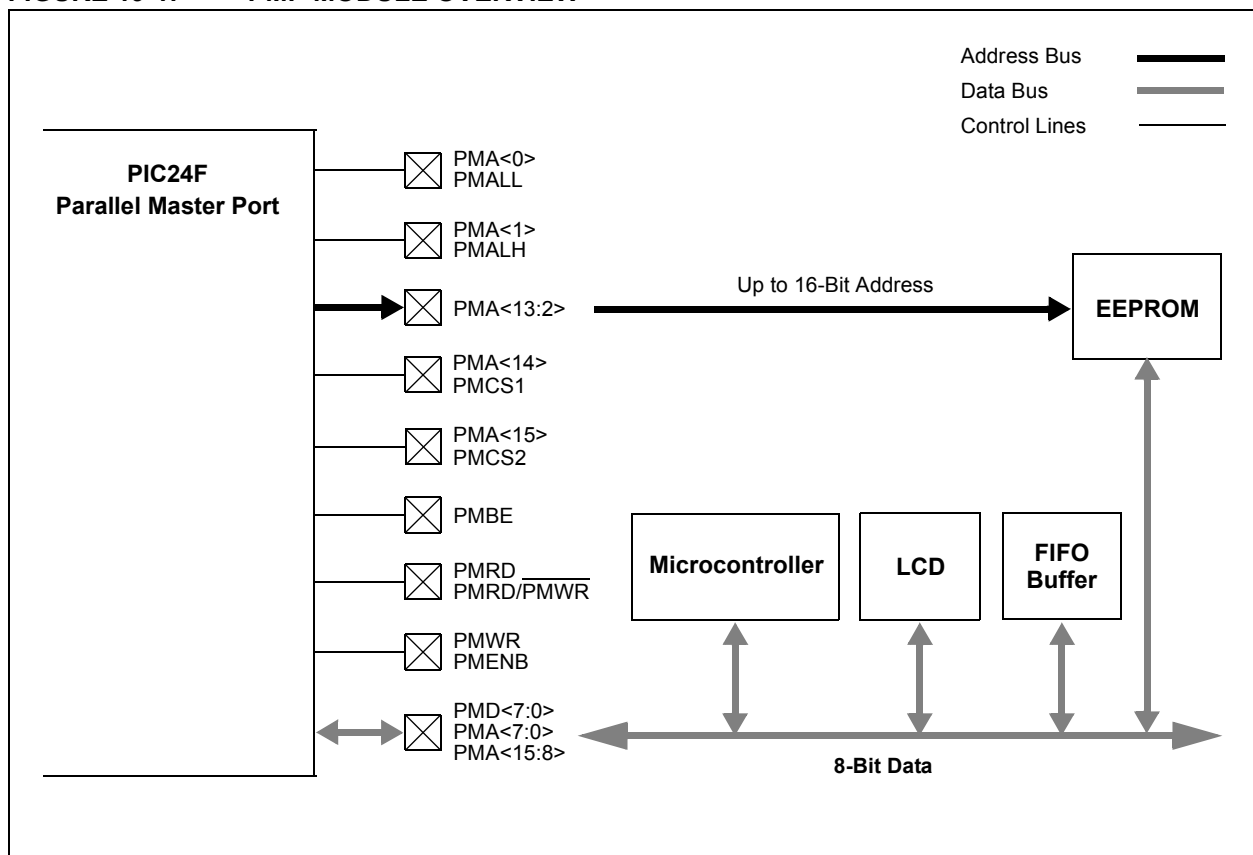 Address Bus
Data Bus
Control Lines
PIC24F
Parallel Master Port
PMA<0>
PMALL
PMA<1>
PMALH
PMA<13:2>
Up to 16-Bit Address
EEPROM
PMA<14>
PMCS1
PMA<15>
PMCS2
PMBE
PMRD
PMRD/PMWR
PMWR
PMENB
Microcontroller
LCD
FIFO
Buffer
PMD<7:0>
PMA<7:0>
PMA<15:8>
8-Bit Data